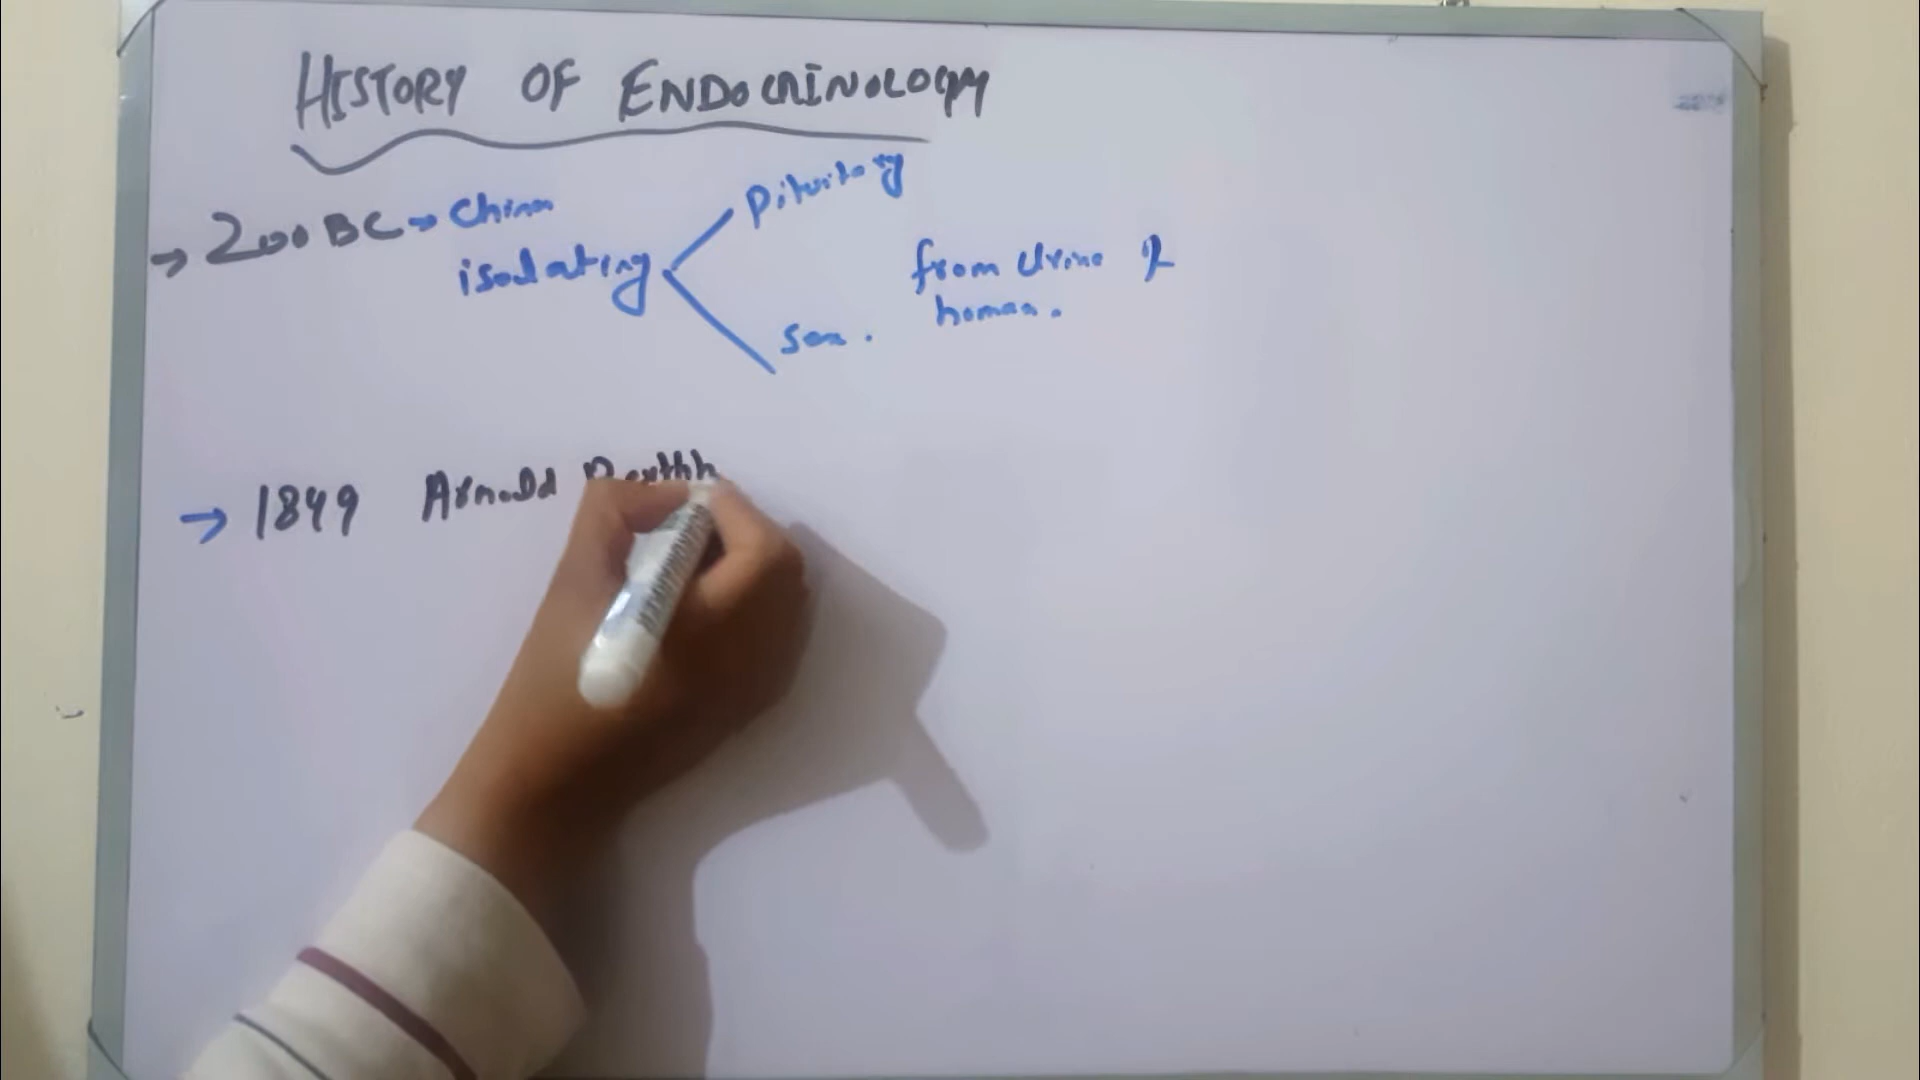 HISTORY OF ENDOCRINOLOGY
→ 200 BC → China
isolating
Pituitary
sex.
from Urine of
human.
→ 1849 Arnold